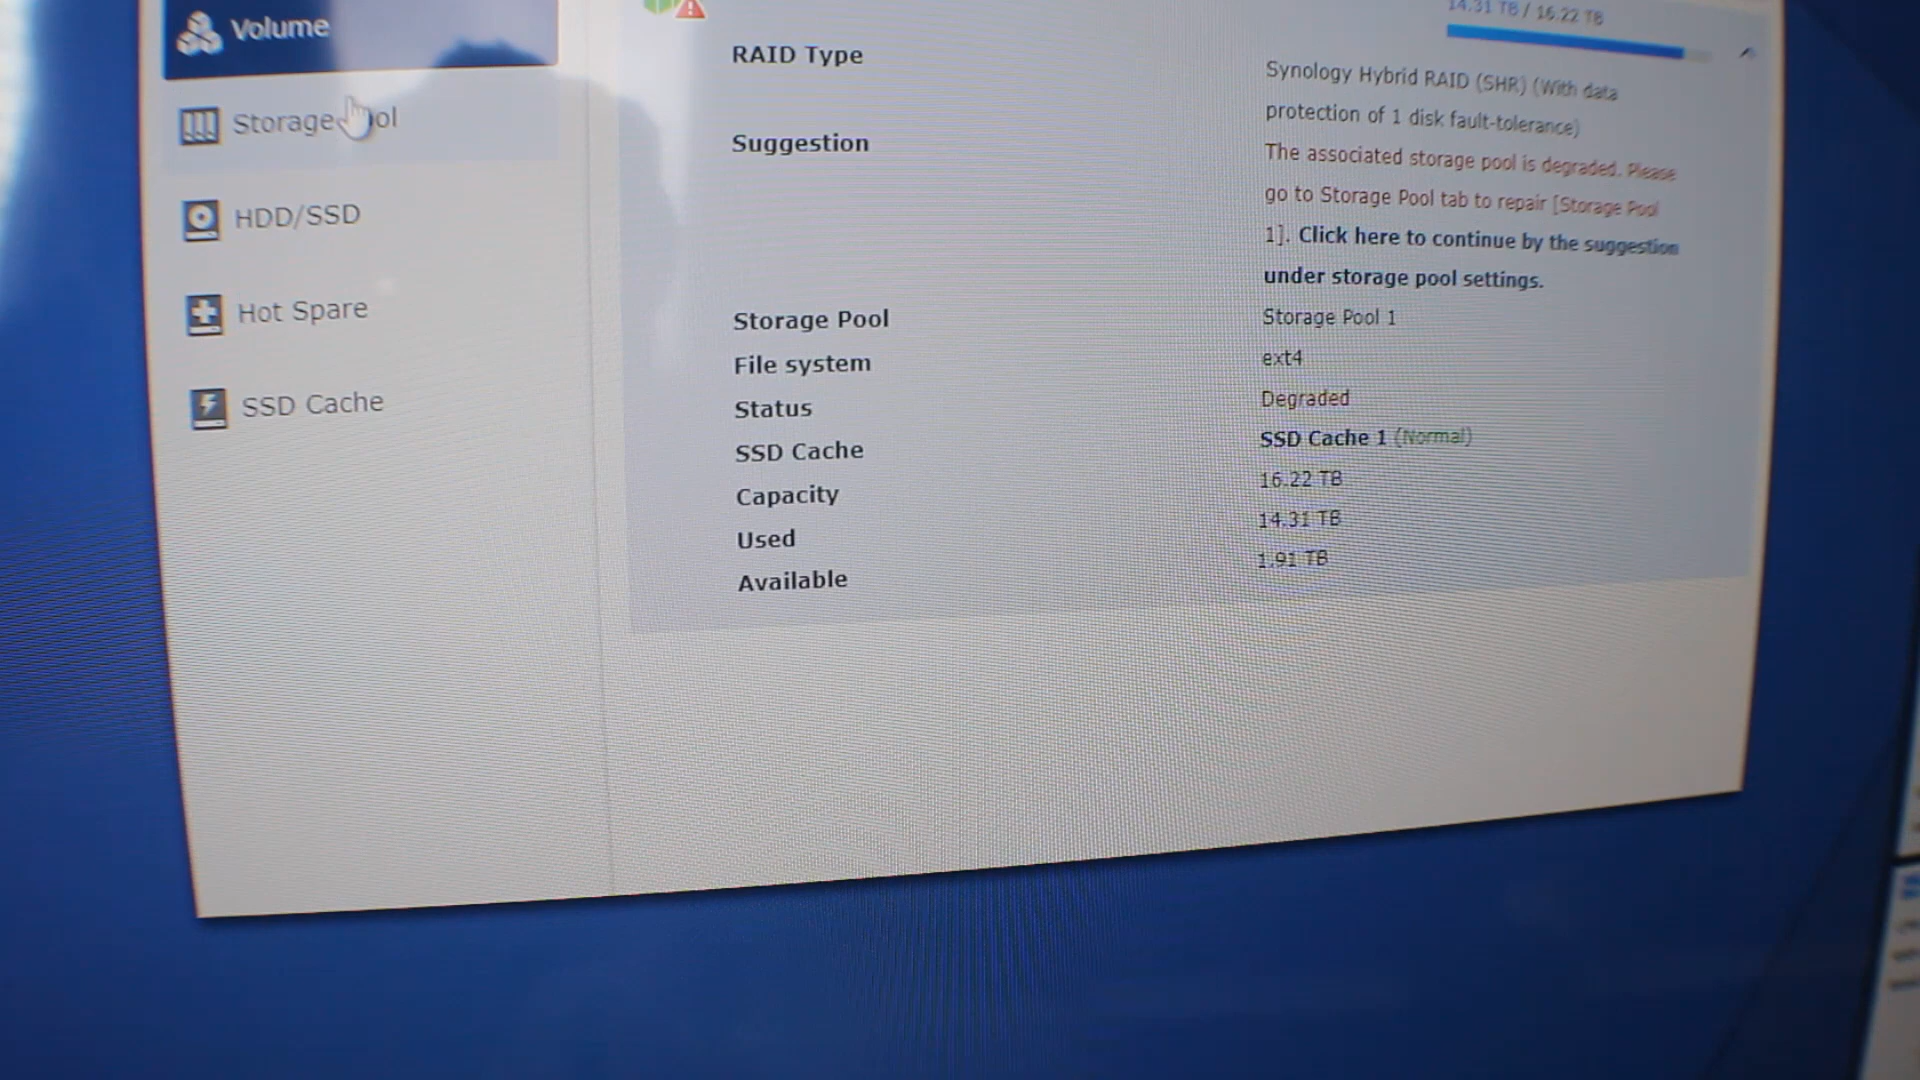 Volume
Storage ol
HDD/SSD
Hot Spare
SSD Cache
14.31 TB / 16.22 TB
RAID Type
Synology Hybrid RAID (SHR) (With data
protection of 1 disk fault-tolerance)
Suggestion
The associated storage pool is degraded. Please
go to Storage Pool tab to repair [Storage Pool
1]. Click here to continue by the suggestion
under storage pool settings.
Storage Pool
Storage Pool 1
File system
ext4
Status
Degraded
SSD Cache
SSD Cache 1 (Normal)
Capacity
16.22 TB
Used
14.31 TB
Available
1.91 TB